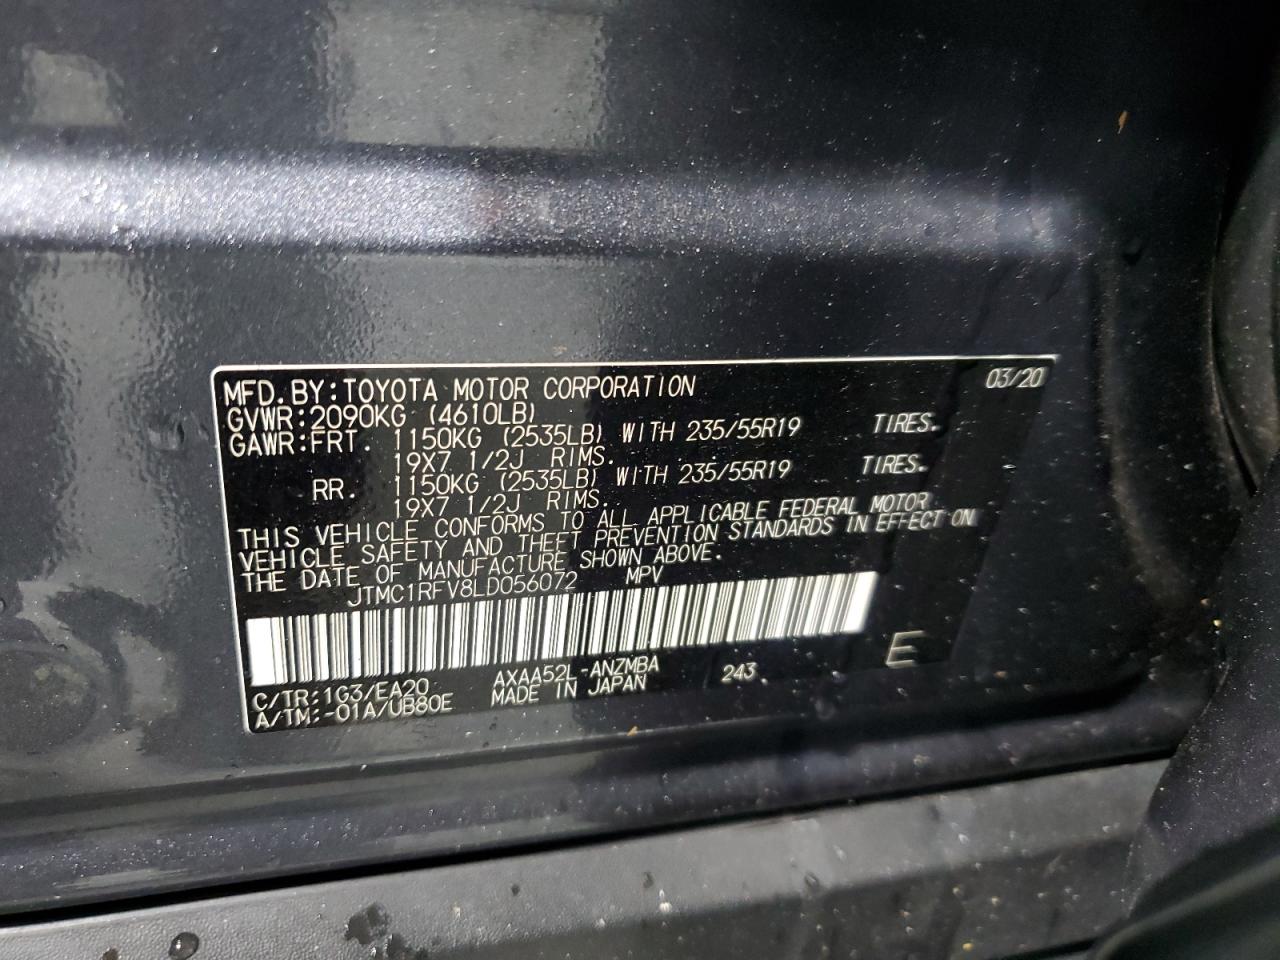 MFD. BY: TOYOTA MOTOR CORPORATION 03/20
GVWR: 2090KG (4610LB)
GAWR: FRT. 1150KG (2535LB) WITH 235/55R19 TIRES.
19X7 1/2J RIMS.
RR. 1150KG (2535LB) WITH 235/55R19 TIRES.
19X7 1/2J RIMS.
THIS VEHICLE CONFORMS TO ALL APPLICABLE FEDERAL MOTOR
VEHICLE SAFETY AND THEFT PREVENTION STANDARDS IN EFFECT ON
THE DATE OF MANUFACTURE SHOWN ABOVE.
JTMC1RFV8LD056072 MPV
C/TR: 1G3/EA20 AXAA52L-ANZMBA 243 E
A/TM: -01A/UB80E MADE IN JAPAN